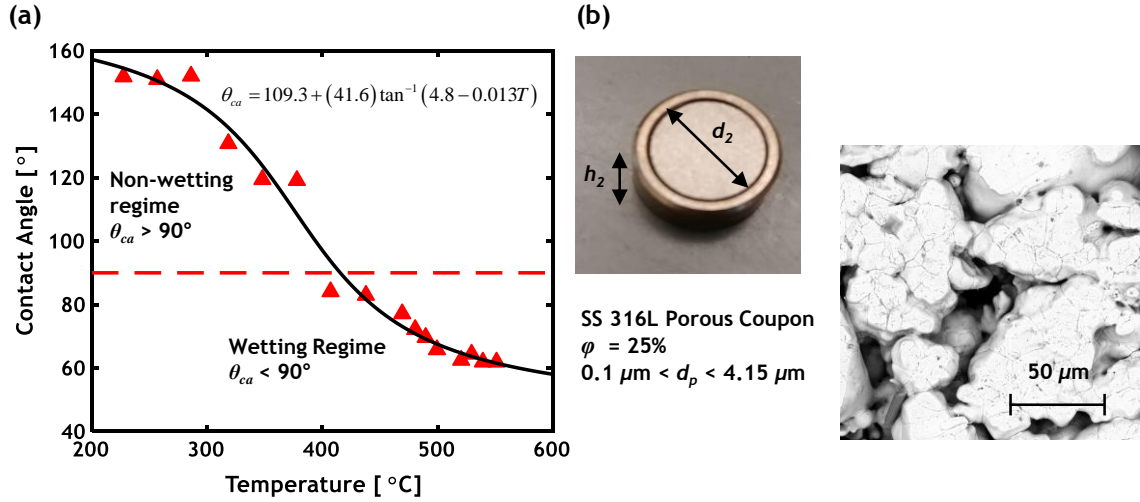 (a)
160
140
120
100
80
60
40
200
300
400
500
600
Contact Angle [°]
Temperature [ °C]
θca = 109.3 + (41.6) tan⁻¹ (4.8 – 0.013T)
Non-wetting
regime
θca > 90°
Wetting Regime
θca < 90°
(b)
d2
h2
SS 316L Porous Coupon
φ = 25%
0.1 µm < dp < 4.15 µm
50 µm